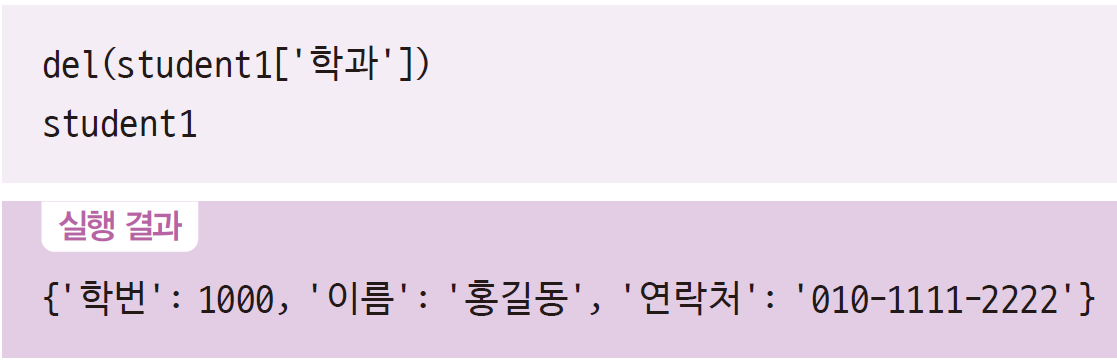 del(student1['학과'])
student1
실행 결과
{'학번': 1000, '이름': '홍길동', '연락처': '010-1111-2222'}